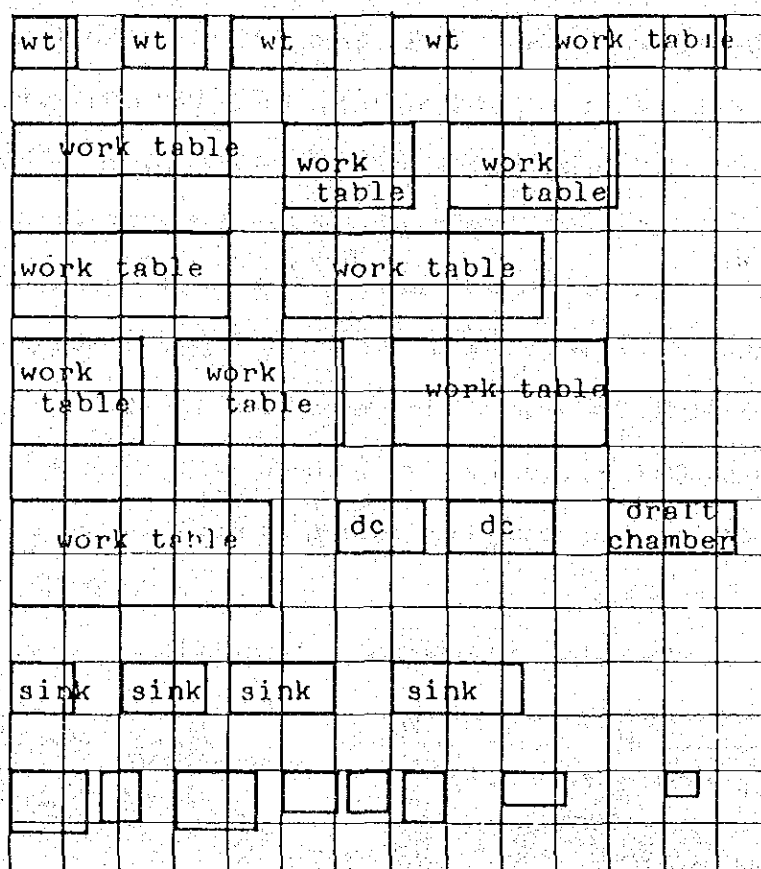 wt wt wt wt work table
work table work work
table table
work table work table
work work work table
table table
work table dc dc draft
chamber
sink sink sink sink